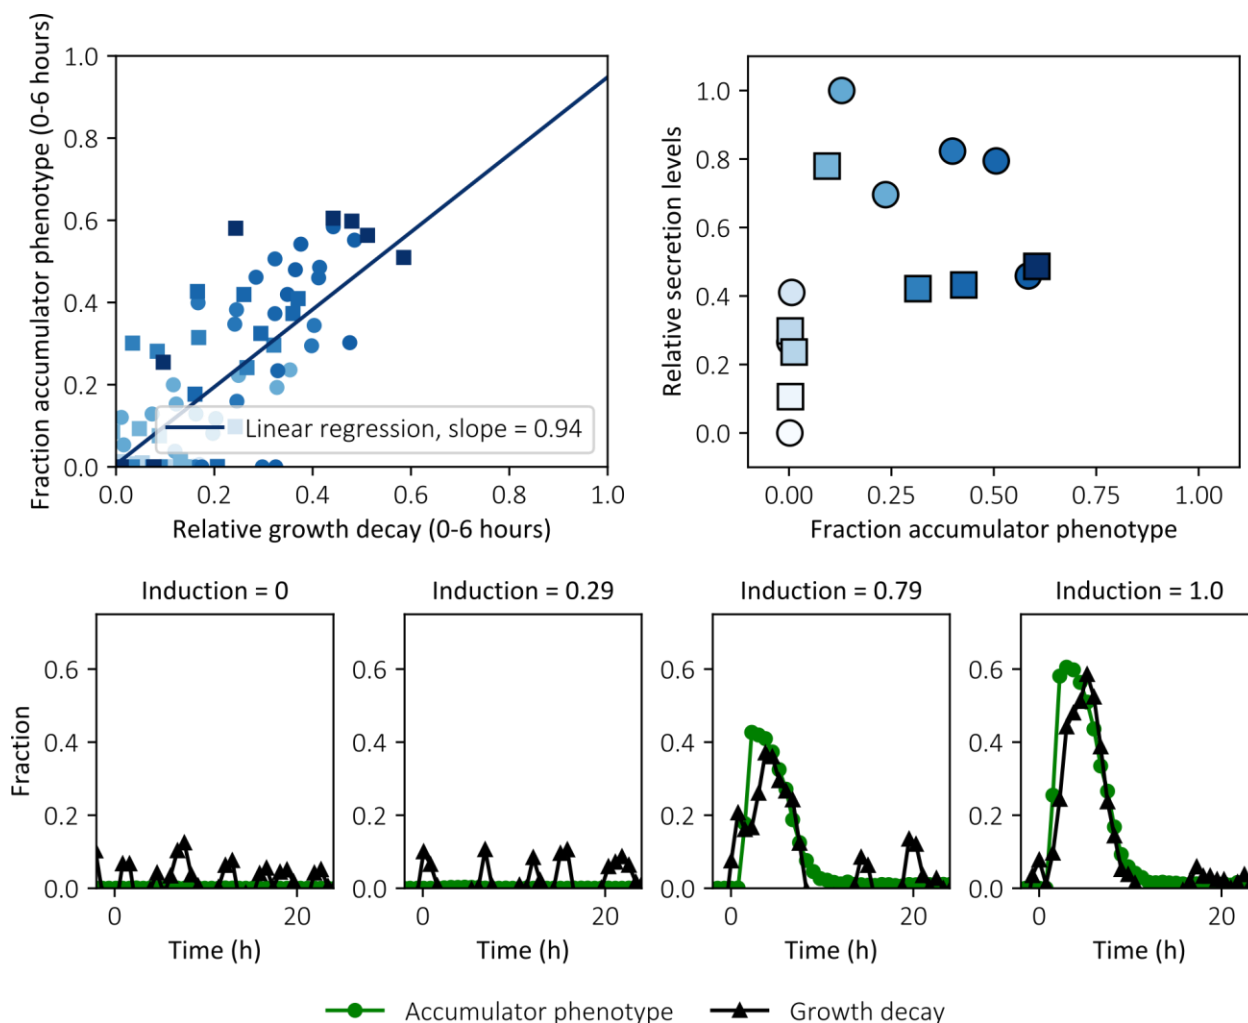 Fraction accumulator phenotype (0-6 hours)
1.0
0.8
0.6
0.4
0.2
0.0
Linear regression, slope = 0.94
0.0 0.2 0.4 0.6 0.8 1.0
Relative growth decay (0-6 hours)
Relative secretion levels
1.0
0.8
0.6
0.4
0.2
0.0
0.00 0.25 0.50 0.75 1.00
Fraction accumulator phenotype
Induction = 0
Fraction
0.6
0.4
0.2
0.0
0 20
Time (h)
Induction = 0.29
0.6
0.4
0.2
0.0
0 20
Time (h)
Induction = 0.79
0.6
0.4
0.2
0.0
0 20
Time (h)
Induction = 1.0
0.6
0.4
0.2
0.0
0 20
Time (h)
Accumulator phenotype Growth decay